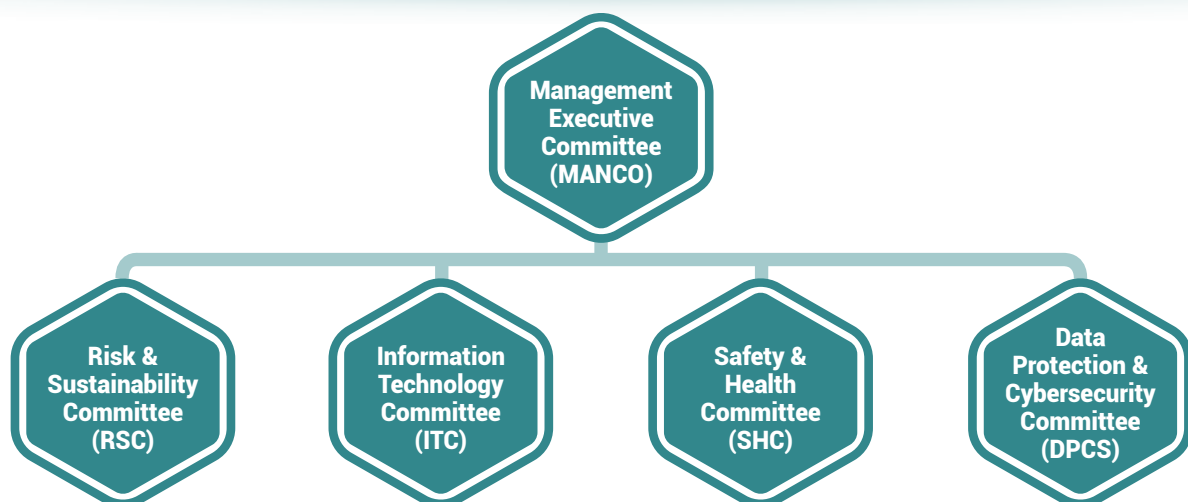 Management
Executive
Committee
(MANCO)
Risk &
Sustainability
Committee
(RSC)
Information
Technology
Committee
(ITC)
Safety &
Health
Committee
(SHC)
Data
Protection &
Cybersecurity
Committee
(DPCS)